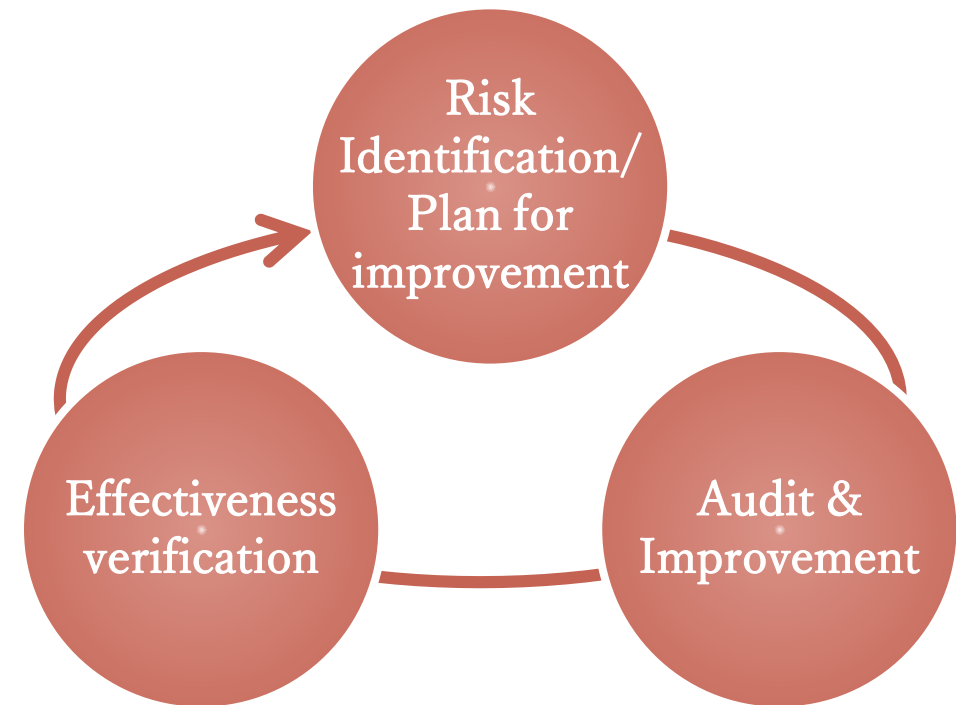 Risk
Identification/
Plan for
improvement
Effectiveness
verification
Audit &
Improvement